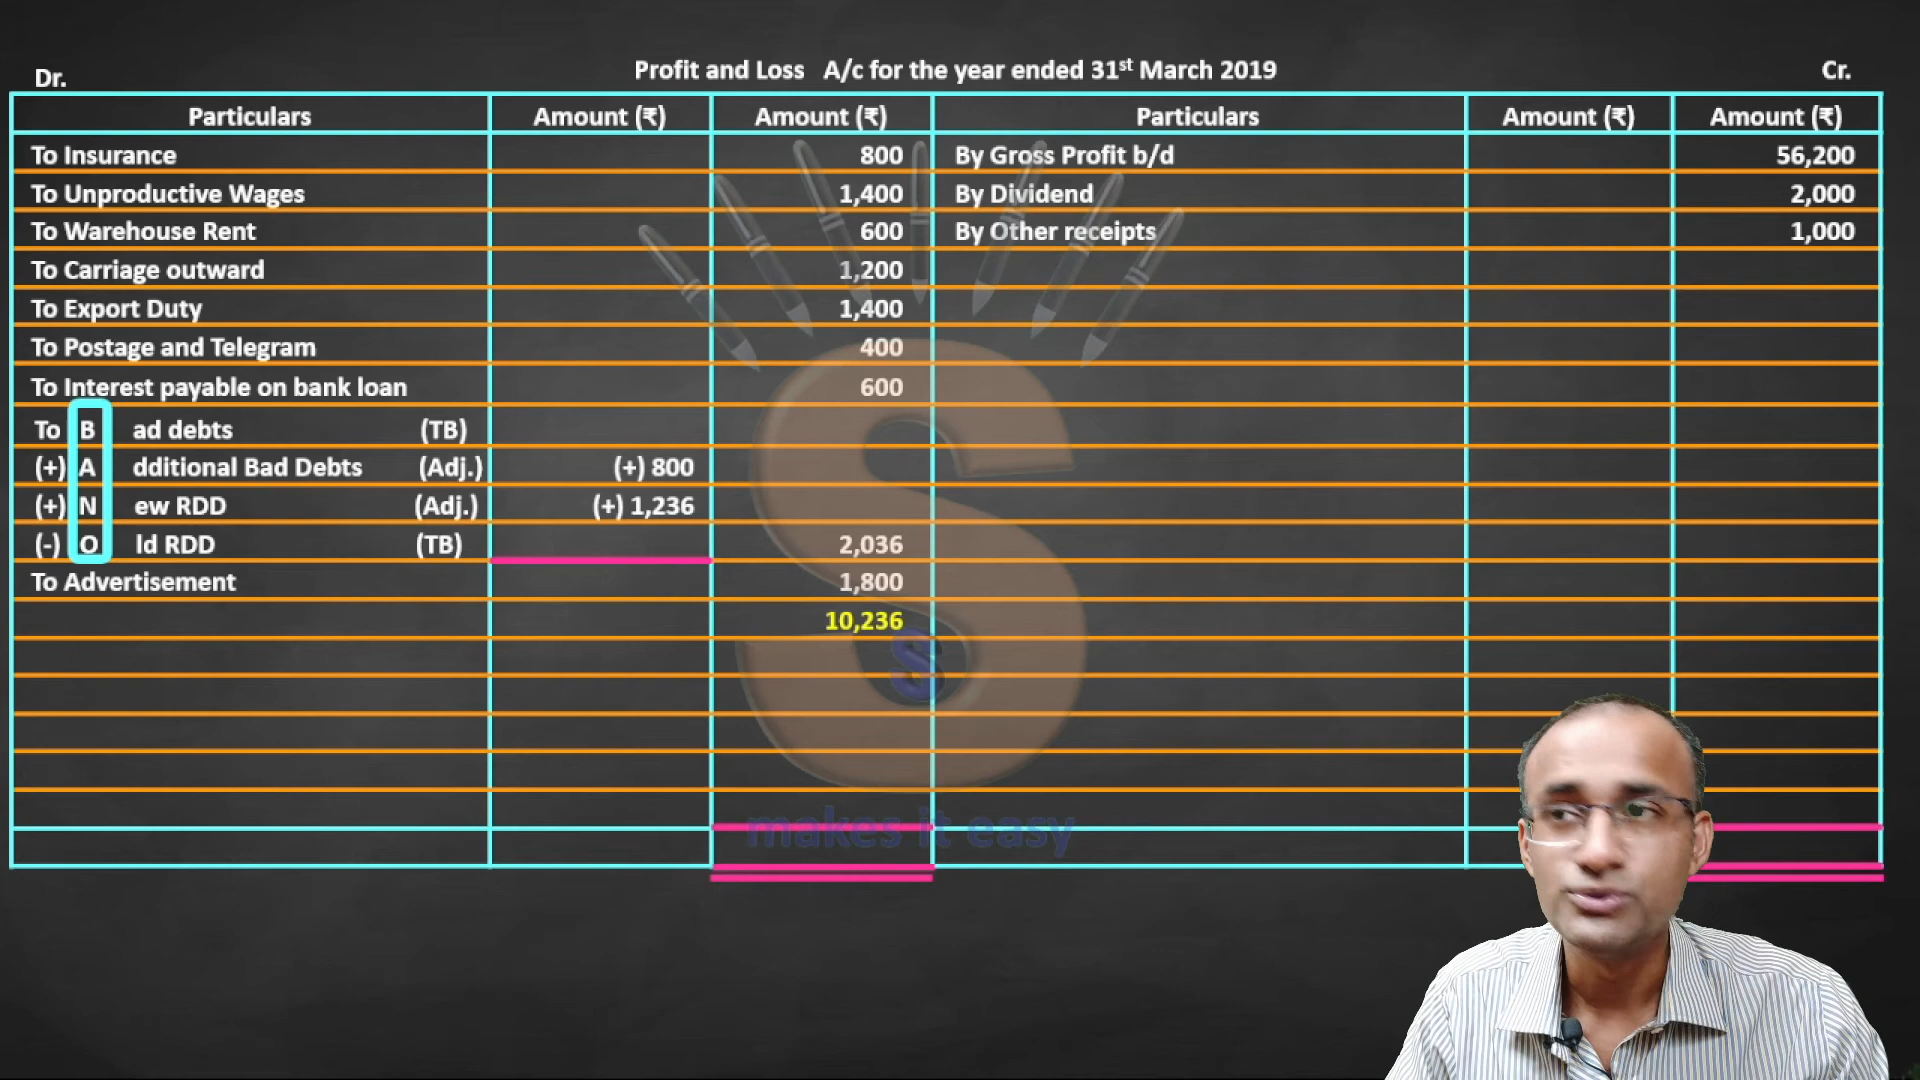 Dr.
Profit and Loss A/c for the year ended 31st March 2019
Cr.
Particulars Amount (₹) Amount (₹) Particulars Amount (₹) Amount (₹)
To Insurance 800 By Gross Profit b/d 56,200
To Unproductive Wages 1,400 By Dividend 2,000
To Warehouse Rent 600 By Other receipts 1,000
To Carriage outward 1,200
To Export Duty 1,400
To Postage and Telegram 400
To Interest payable on bank loan 600
To B ad debts (TB)
(+) A dditional Bad Debts (Adj.) (+) 800
(+) N ew RDD (Adj.) (+) 1,236
(-) O ld RDD (TB) 2,036
To Advertisement 1,800
10,236
S
S
makes it easy